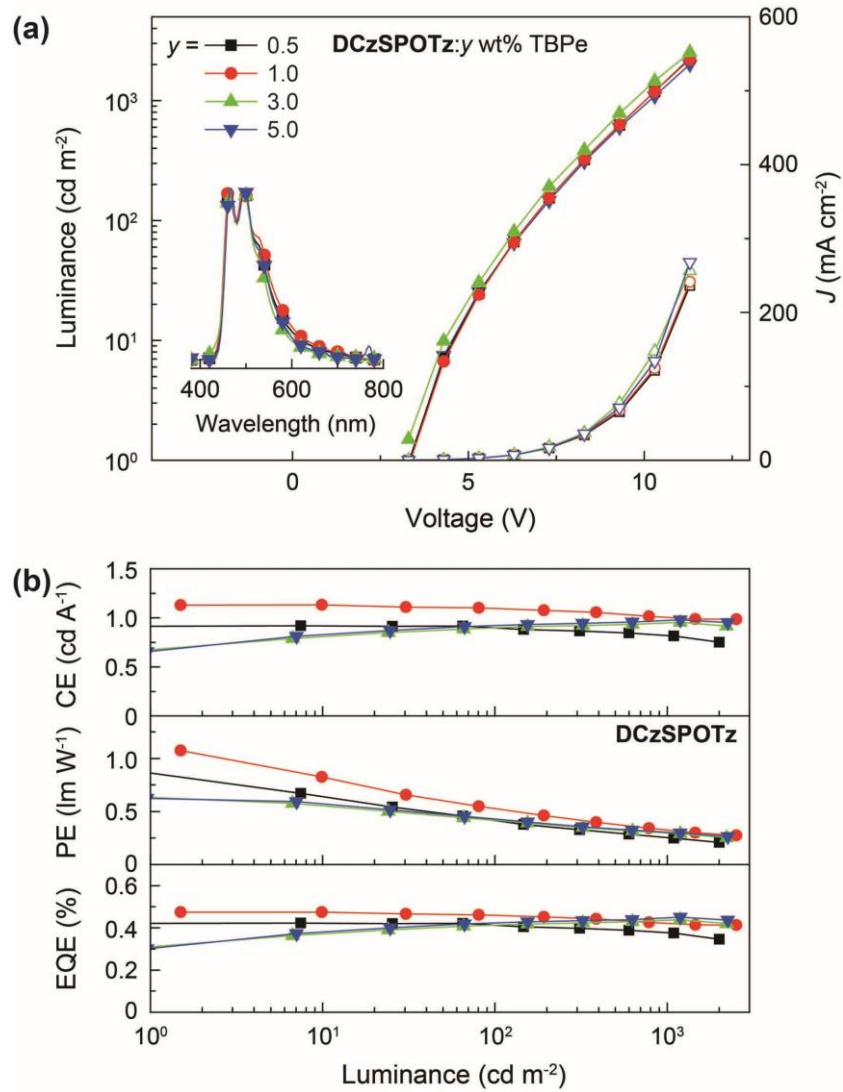 (a)
y =
0.5
DCzSPOTz:y wt% TBPe
1.0
3.0
5.0
600
400
200
0
J (mA cm⁻²)
10³
10²
10¹
10⁰
Luminance (cd m⁻²)
400 600 800
Wavelength (nm)
0 5 10
Voltage (V)
(b)
1.5
1.0
0.5
0
CE (cd A⁻¹)
DCzSPOTz
1.0
0.5
0
PE (lm W⁻¹)
0.6
0.4
0.2
0
EQE (%)
10⁰ 10¹ 10² 10³
Luminance (cd m⁻²)